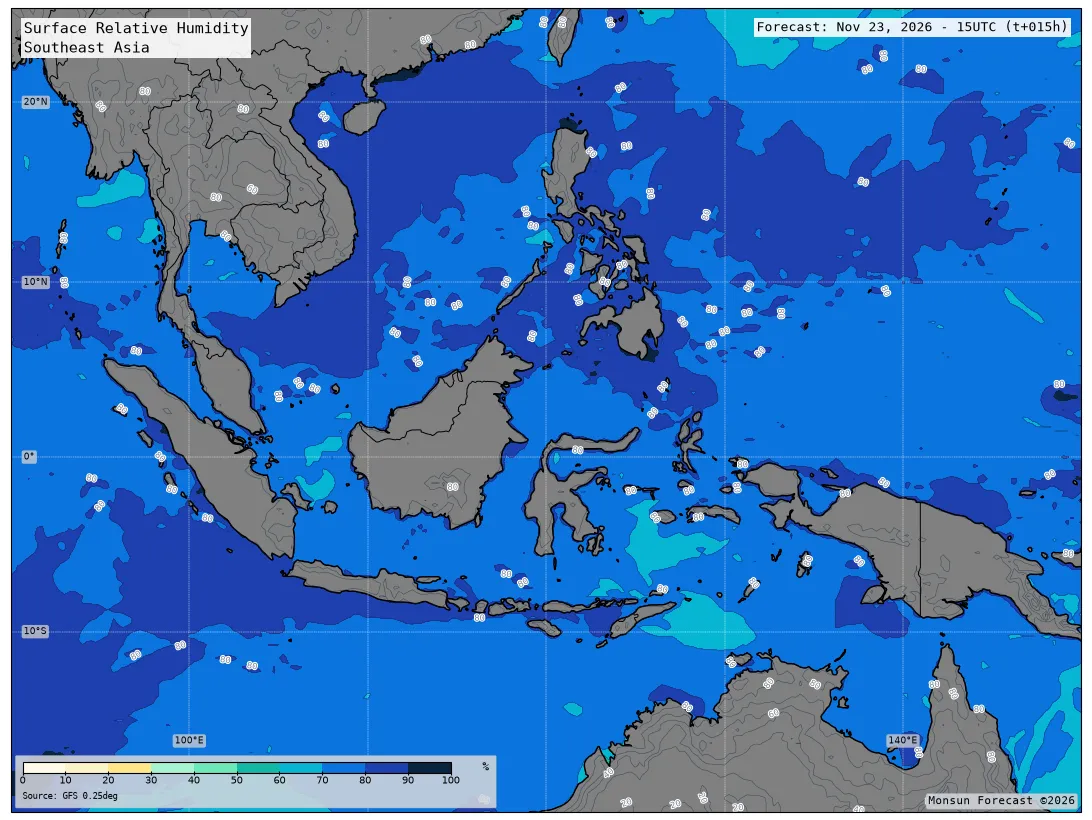 Surface Relative Humidity
Southeast Asia
Forecast: Nov 23, 2026 - 15UTC (t+015h)
20°N
10°N
0°
10°S
100°E
140°E
0 10 20 30 40 50 60 70 80 90 100
%
Source: GFS 0.25deg
Monsun Forecast ©2026